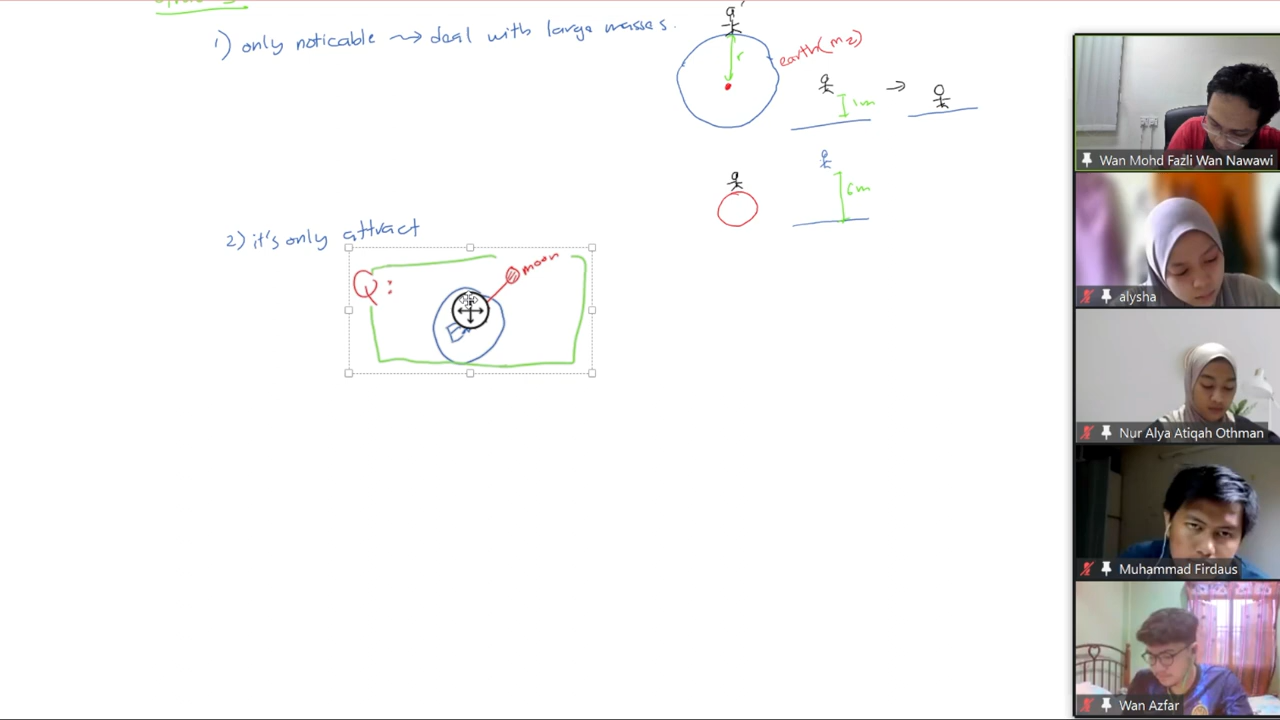 1) only noticable → deal with large masses.
r
earth (m2)
1m
→
6m
2) it's only attract
Q:
moon
Wan Mohd Fazli Wan Nawawi
alysha
Nur Alya Atiqah Othman
Muhammad Firdaus
Wan Azfar